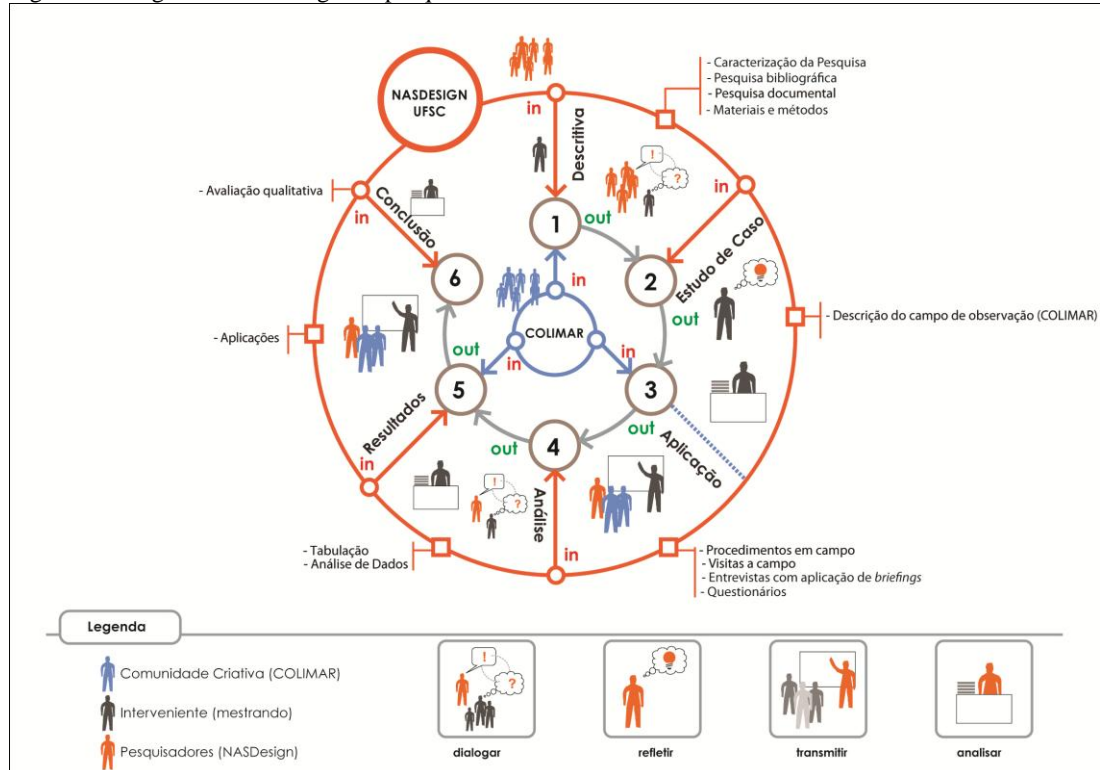 NASDESIGN
UFSC
in
- Caracterização da Pesquisa
- Pesquisa bibliográfica
- Pesquisa documental
- Materiais e métodos
Descritiva
in
- Avaliação qualitativa
in
Conclusão
1
out
Estudo de Caso
6
2
in
out
- Descrição do campo de observação (COLIMAR)
- Aplicações
COLIMAR
out
in
in
5
3
Resultados
out
out
4
Aplicação
in
Análise
in
- Tabulação
- Análise de Dados
- Procedimentos em campo
- Visitas a campo
- Entrevistas com aplicação de briefings
- Questionários
Legenda
Comunidade Criativa (COLIMAR)
Interveniente (mestrando)
Pesquisadores (NASDesign)
dialogar
refletir
transmitir
analisar